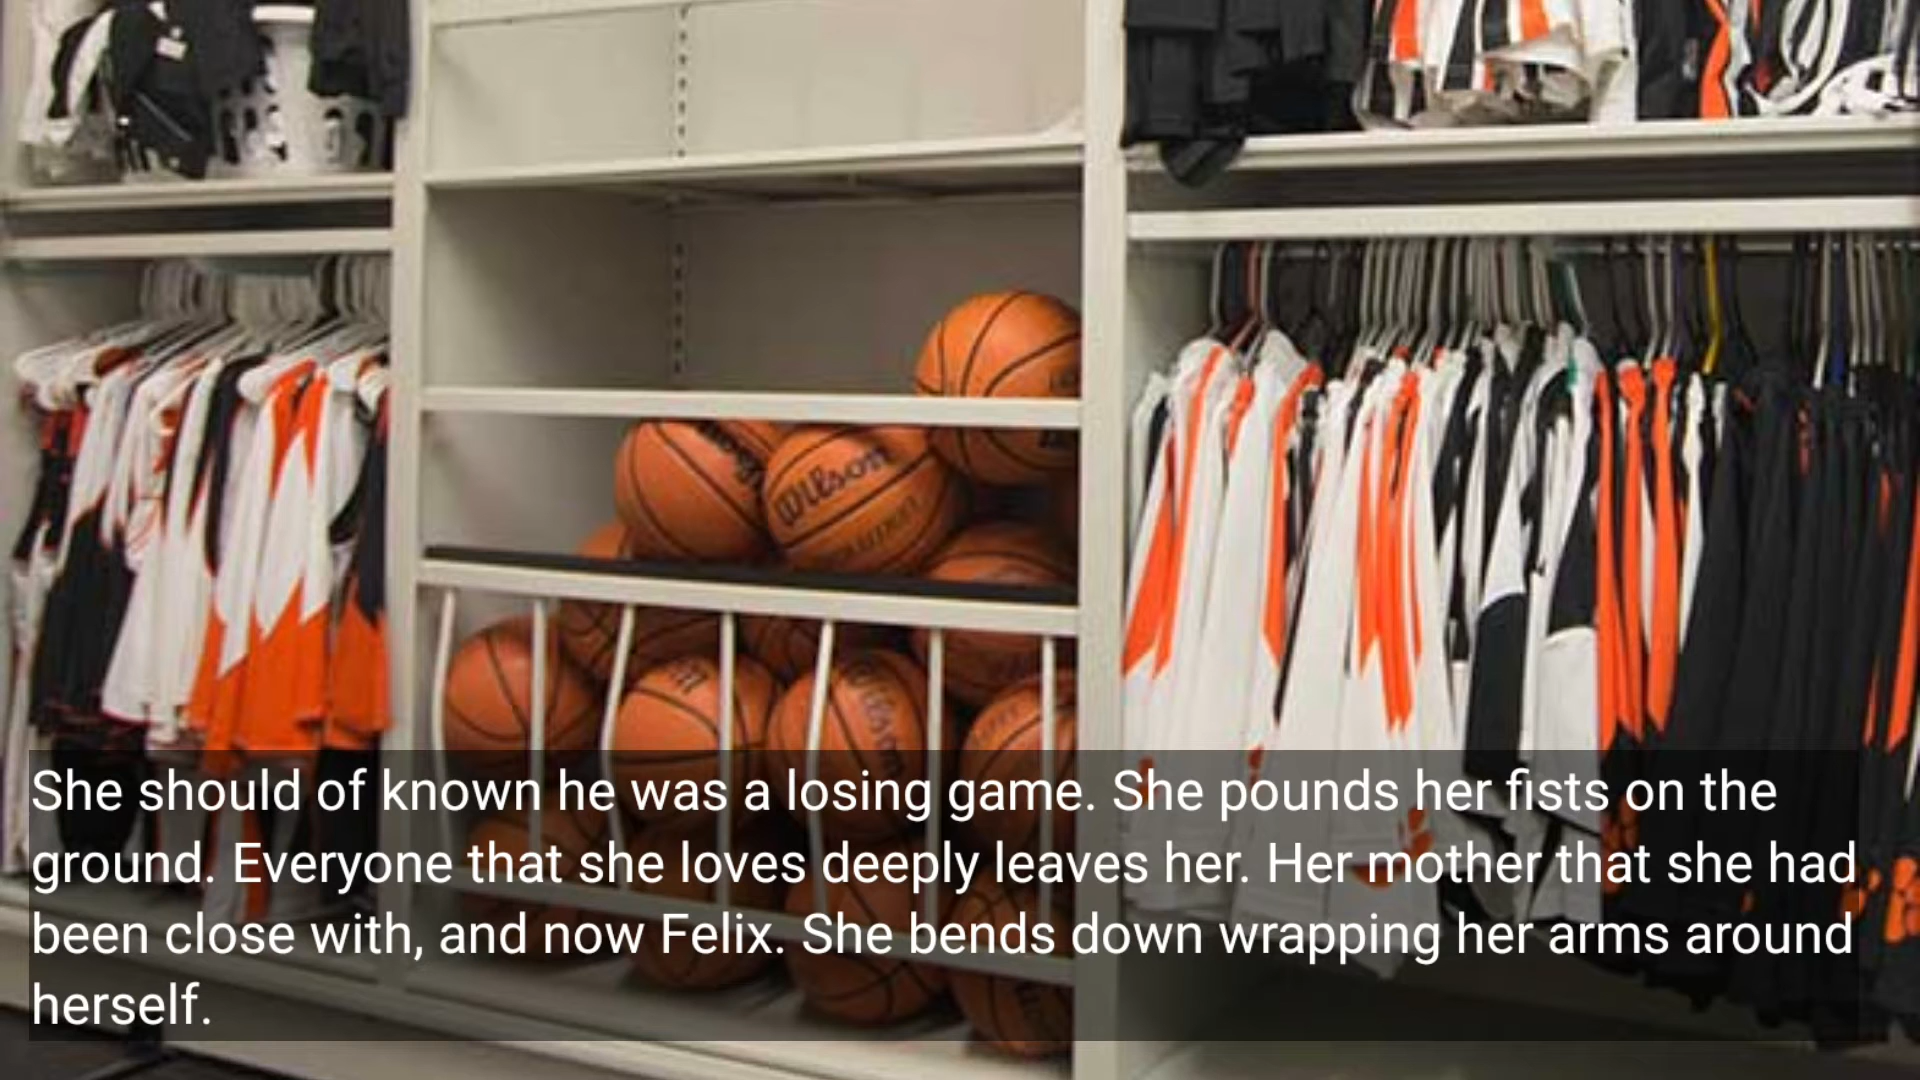 Wilson
Wilson
She should of known he was a losing game. She pounds her fists on the
ground. Everyone that she loves deeply leaves her. Her mother that she had
been close with, and now Felix. She bends down wrapping her arms around
herself.